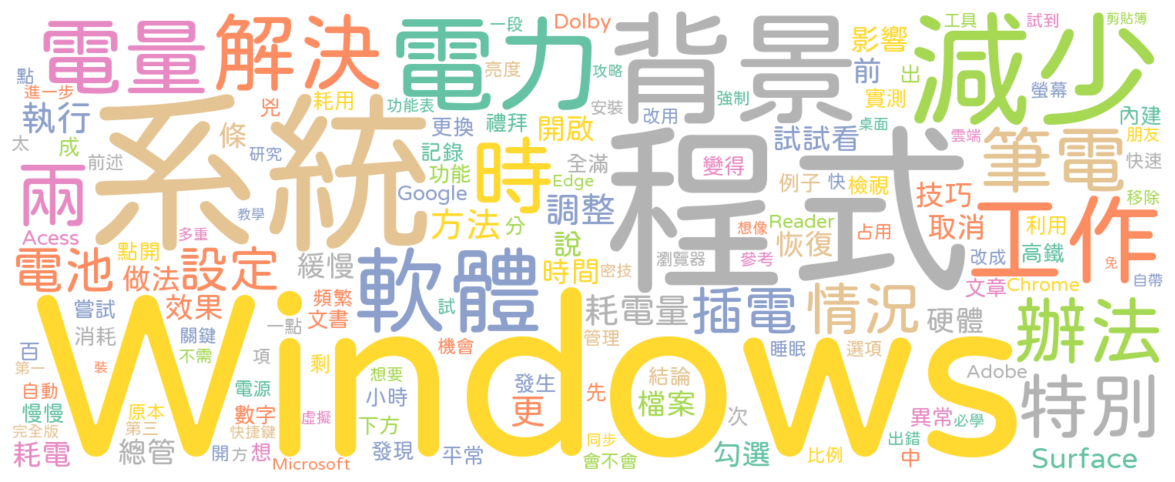 電量
解決
電力
一段
Dolby
背景
影響
減少
工具
試到
剪貼簿
點
進一步
兇
耗用
功能表
亮度
攻略
安裝
改用
強制
前
出
實測
桌面
螢幕
內建
執行
太
成
前述
系統
條
研究
更換
記錄
功能
禮拜
開啟
時
全滿
程式
變得
試試看
雲端
筆電
朋友
快速
兩
Acess
教學
多重
Google
方法
分
Edge
調整
說
例子
快
檢視
想像
Reader
恢復
占用
技巧
取消
利用
移除
工作
電池
點開
做法
設定
緩慢
軟體
時間
密技
瀏覽器
參考
改成
高鐵
文章
Chrome
免
自帶
嘗試
效果
頻繁
文書
試
耗電量
插電
情況
硬體
辦法
百
消耗
關鍵
不需
一點
項
剩
機會
管理
睡眠
選項
Adobe
第一
裝
Windows
自動
電源
想要
小時
發生
更
先
結論
檔案
次
異常
必學
特別
慢慢
原本
第三
數字
快捷鍵
虛擬
下方
完全版
耗電
總管
開
方
想
Microsoft
發現
平常
同步
會不會
勾選
比例
出錯
中
Surface